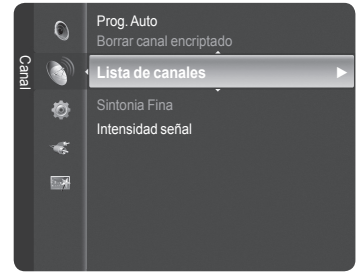 Canal
Prog. Auto
Borrar canal encriptado
Lista de canales
Sintonia Fina
Intensidad señal